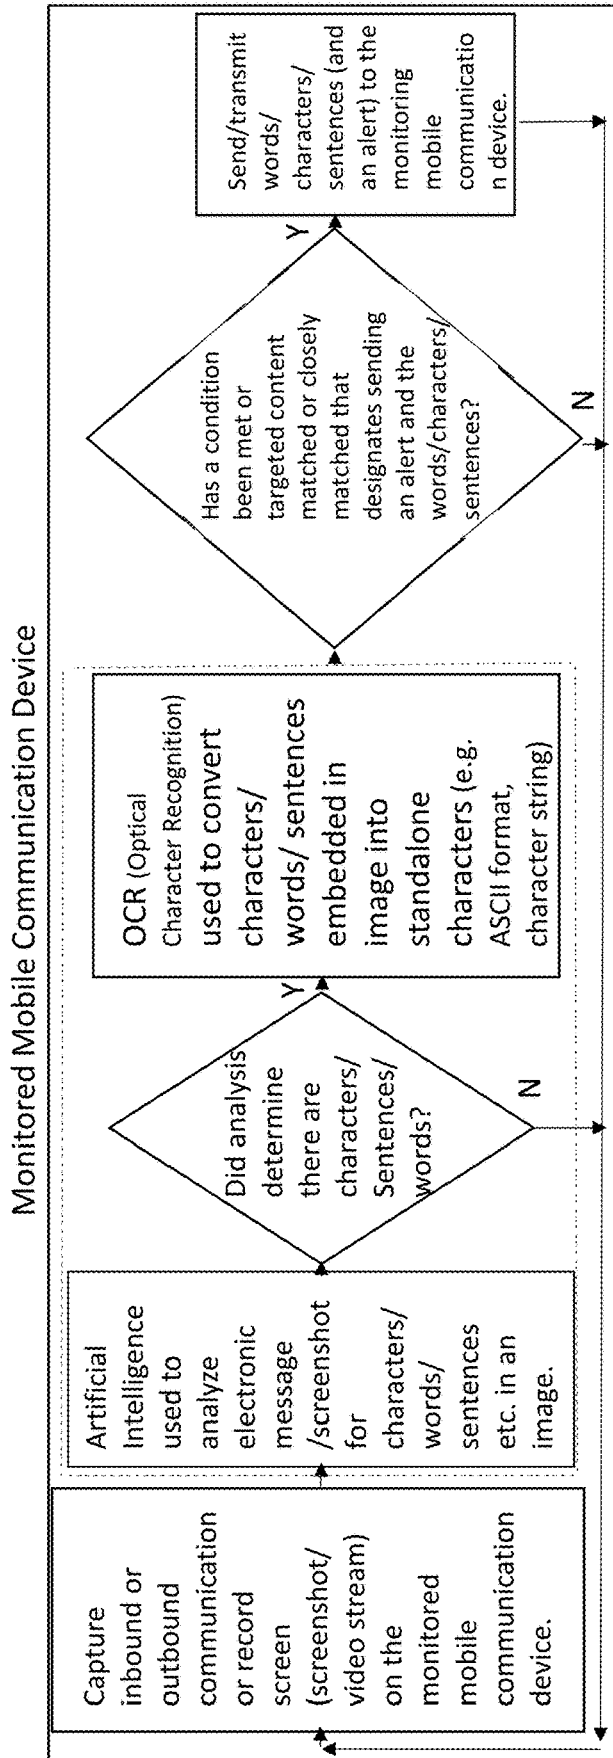 Monitored Mobile Communication Device
Capture
inbound or
outbound
communication
or record
screen
(screenshot/
video stream)
on the
monitored
mobile
communication
device.
Artificial
Intelligence
used to
analyze
electronic
message
/screenshot
for
characters/
words/
sentences
etc. in an
image.
Did analysis
determine
there are
characters/
Sentences/
words?
Y
N
OCR (Optical
Character Recognition)
used to convert
characters/
words/ sentences
embedded in
image into
standalone
characters (e.g.
ASCII format,
character string)
Has a condition
been met or
targeted content
matched or closely
matched that
designates sending
an alert and the
words/characters/
sentences?
Y
N
Send/transmit
words/
characters/
sentences (and
an alert) to the
monitoring
mobile
communicatio
n device.